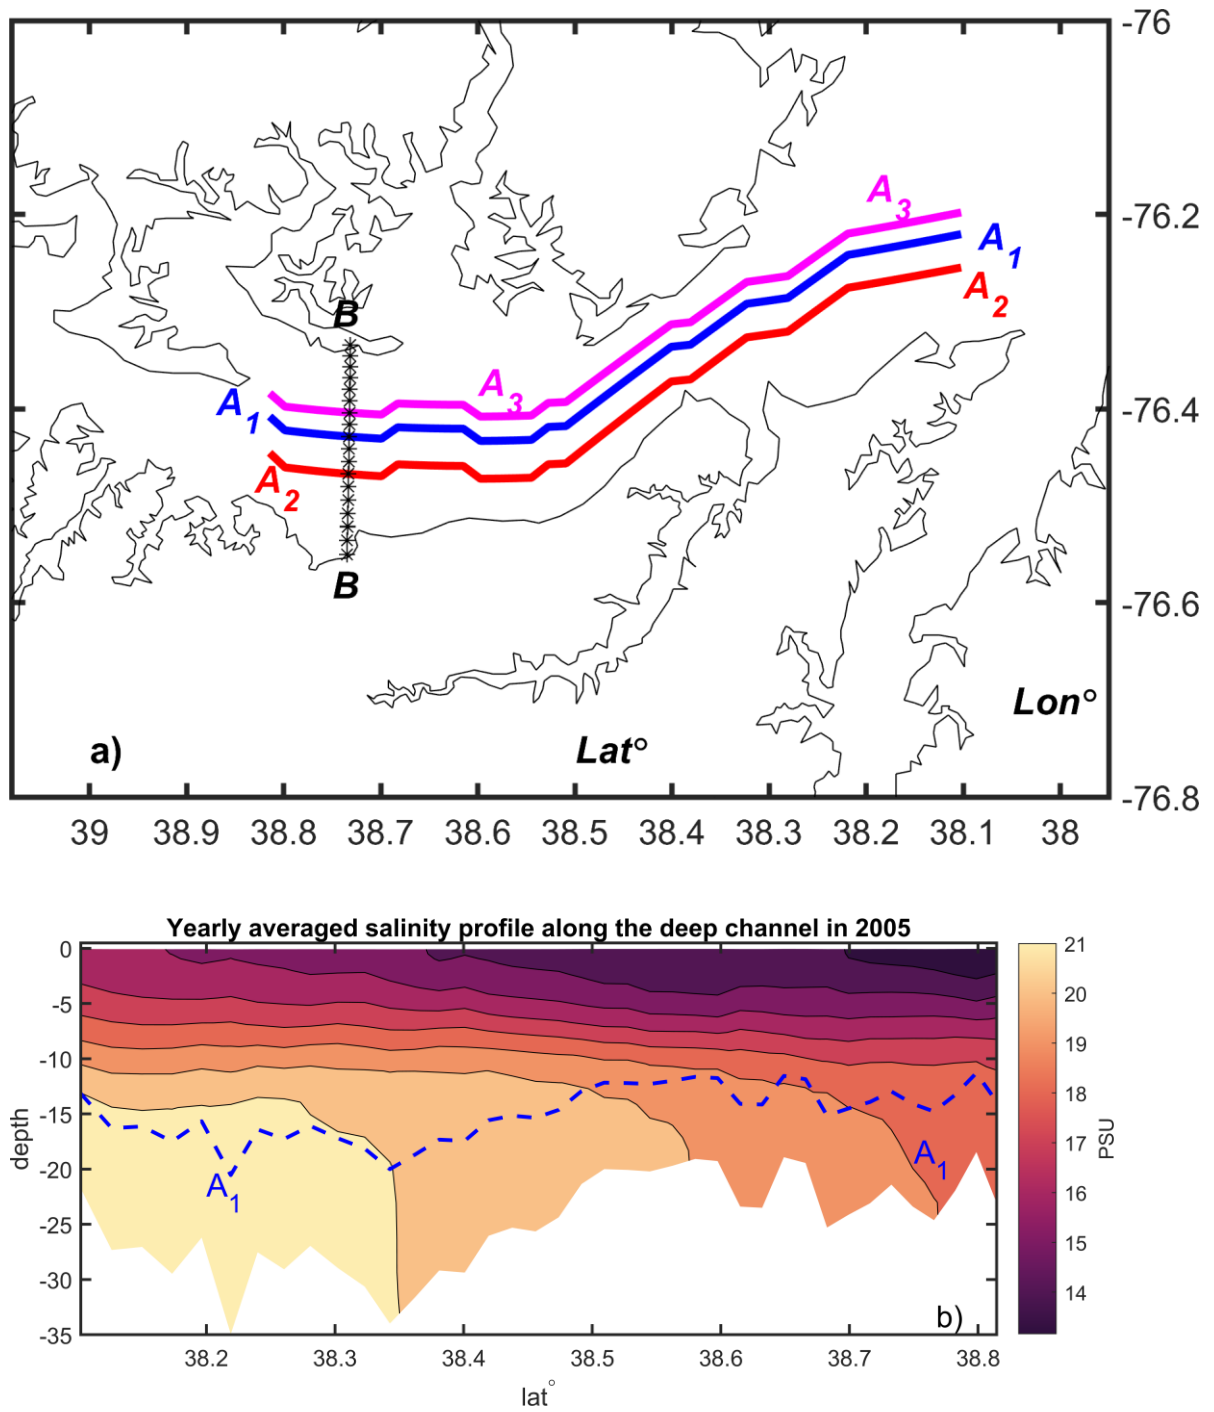 -76
A3
-76.2
A1
A2
B
A3
-76.4
A1
A2
B
-76.6
Lon°
a)
Lat°
-76.8
39 38.9 38.8 38.7 38.6 38.5 38.4 38.3 38.2 38.1 38
Yearly averaged salinity profile along the deep channel in 2005
0
-5
-10
-15
-20
-25
-30
-35
depth
A1
A1
b)
38.2 38.3 38.4 38.5 38.6 38.7 38.8
lat°
21
20
19
18
17
16
15
14
PSU